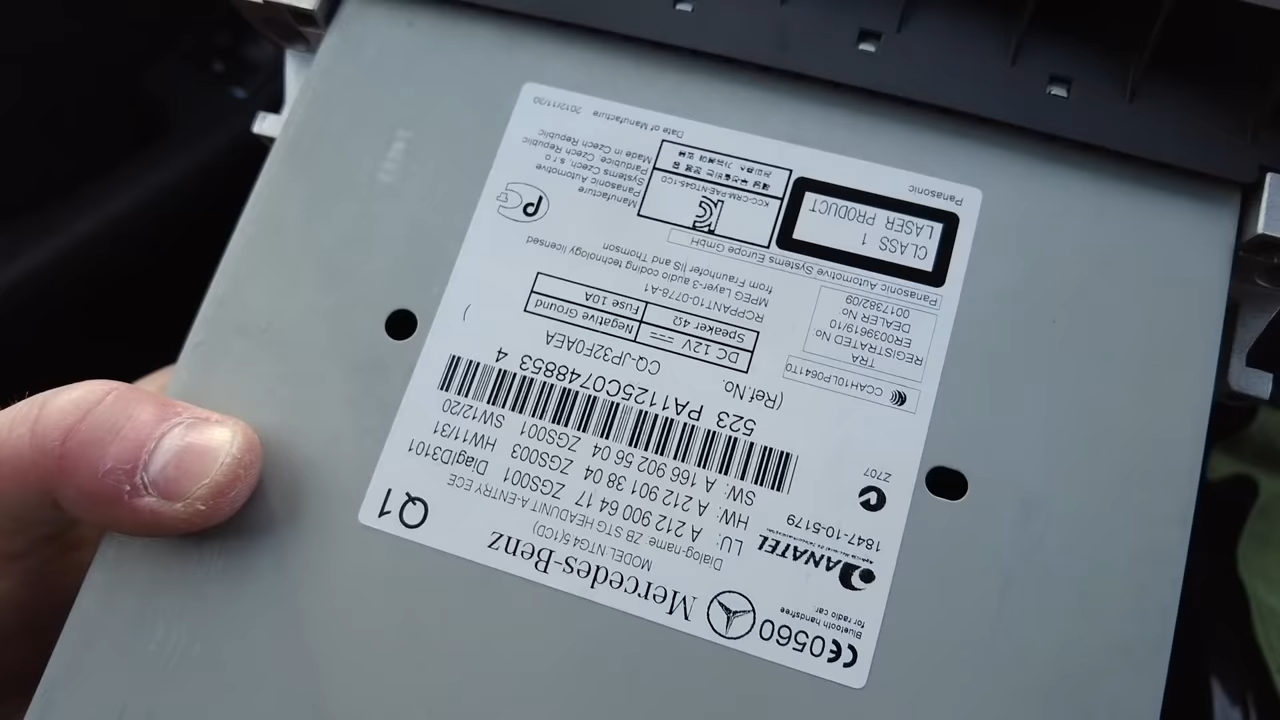 CE0560
Bluetooth handsfree
for radio car
Mercedes-Benz
MODEL:NTG45(1CD)
Dialog-name: ZB STG HEADUNIT A-ENTRY ECE
Q1
ANATEL
1847-10-5179
LU: A 212 900 64 17 ZGS001 DiagID3101
HW: A 212 901 38 04 ZGS003 HW11/31
SW: A 166 902 56 04 ZGS001 SW12/20
Z707
523 PA1125C0748853 4
(Ref.No. CQ-JP32F0AEA )
CCAH10LP0641T0
DC 12V Negative Ground
Speaker 4Ω Fuse 10A
TRA
REGISTRATED No
ER0039619/10
DEALER No
0017382/09
RCPPANT10-0778-A1
MPEG Layer-3 audio coding technology licensed
from Fraunhofer IIS and Thomson
Panasonic Automotive Systems Europe GmbH
CLASS 1
LASER PRODUCT
KCC-CRM-PAE-NTG45-1CD
Manufacture
Panasonic Automotive
Systems Czech, s.r.o
Pardubice, Czech Republic
Made in Czech Republic
Panasonic
Date of Manufacture 2012/11/30